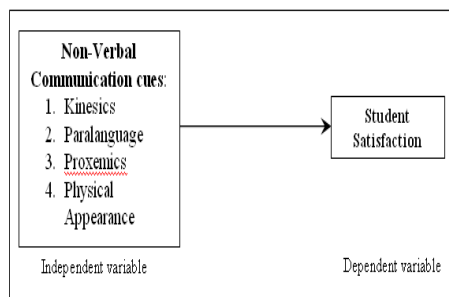 Non-Verbal
Communication cues:
1. Kinesics
2. Paralanguage
3. Proxemics
4. Physical
Appearance
Student
Satisfaction
Independent variable
Dependent variable